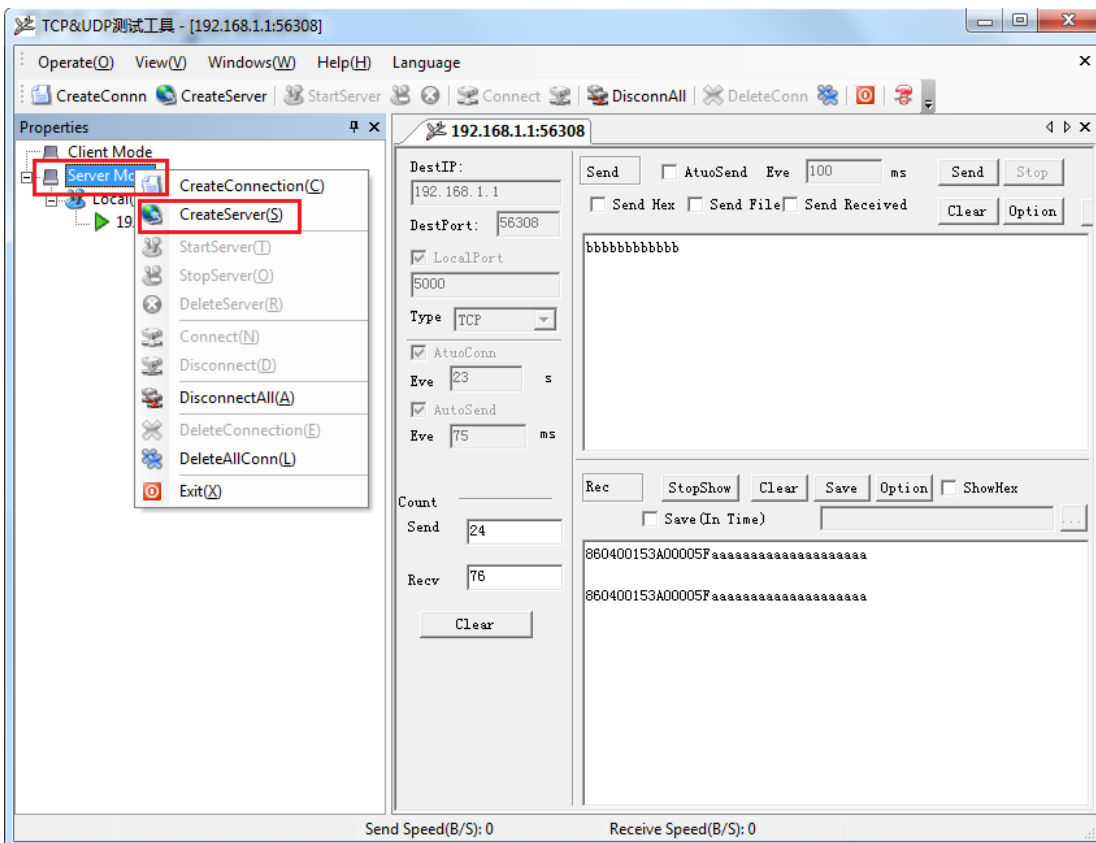 TCP&UDP测试工具 - [192.168.1.1:56308]
Operate(O) View(V) Windows(W) Help(H) Language
CreateConnn CreateServer StartServer Connect DisconnAll DeleteConn
Properties
192.168.1.1:56308
Client Mode
Server Mo
Local(
19
CreateConnection(C)
CreateServer(S)
StartServer(T)
StopServer(O)
DeleteServer(R)
Connect(N)
Disconnect(D)
DisconnectAll(A)
DeleteConnection(E)
DeleteAllConn(L)
Exit(X)
DestIP:
192.168.1.1
DestPort: 56308
LocalPort
5000
Type TCP
AtuoConn
Eve 23 s
AutoSend
Eve 75 ms
Count
Send 24
Recv 76
Clear
Send AtuoSend Eve 100 ms Send Stop
Send Hex Send File Send Received Clear Option
bbbbbbbbbbbb
Rec StopShow Clear Save Option ShowHex
Save(In Time) ...
860400153A00005Faaaaaaaaaaaaaaaaaaaa
860400153A00005Faaaaaaaaaaaaaaaaaaaa
Send Speed(B/S): 0 Receive Speed(B/S): 0